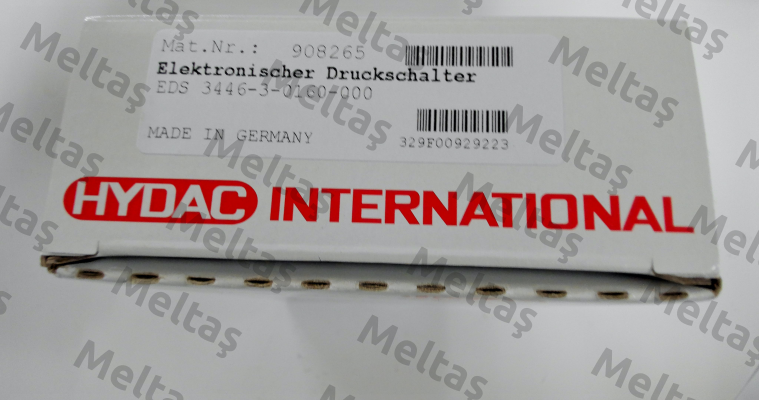 Mat.Nr.: 908265
Elektronischer Druckschalter
EDS 3446-3-0160-000
MADE IN GERMANY 329F00929223
HYDAC INTERNATIONAL
Meltaş